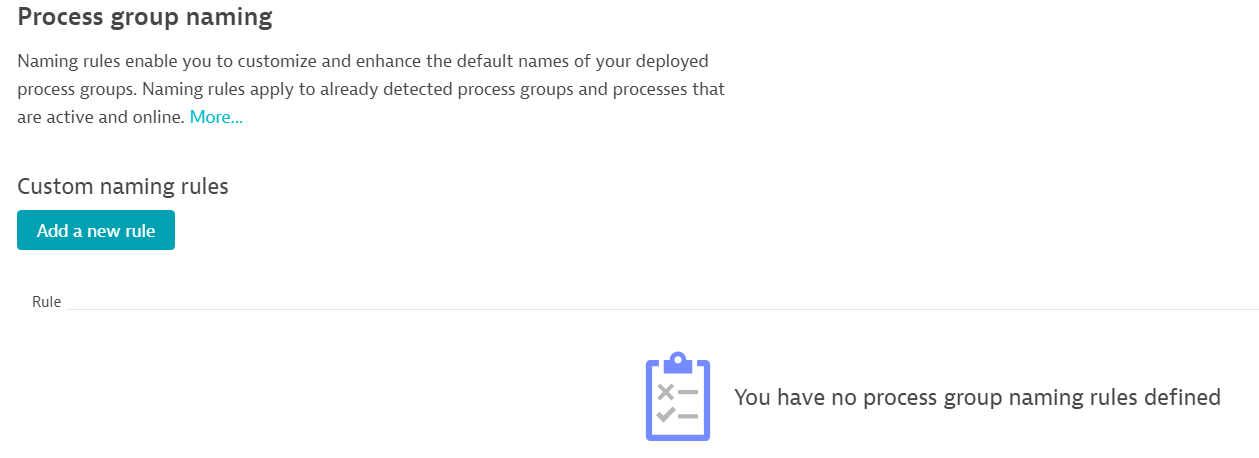 Process group naming
Naming rules enable you to customize and enhance the default names of your deployed
process groups. Naming rules apply to already detected process groups and processes that
are active and online. More...
Custom naming rules
Add a new rule
Rule
You have no process group naming rules defined